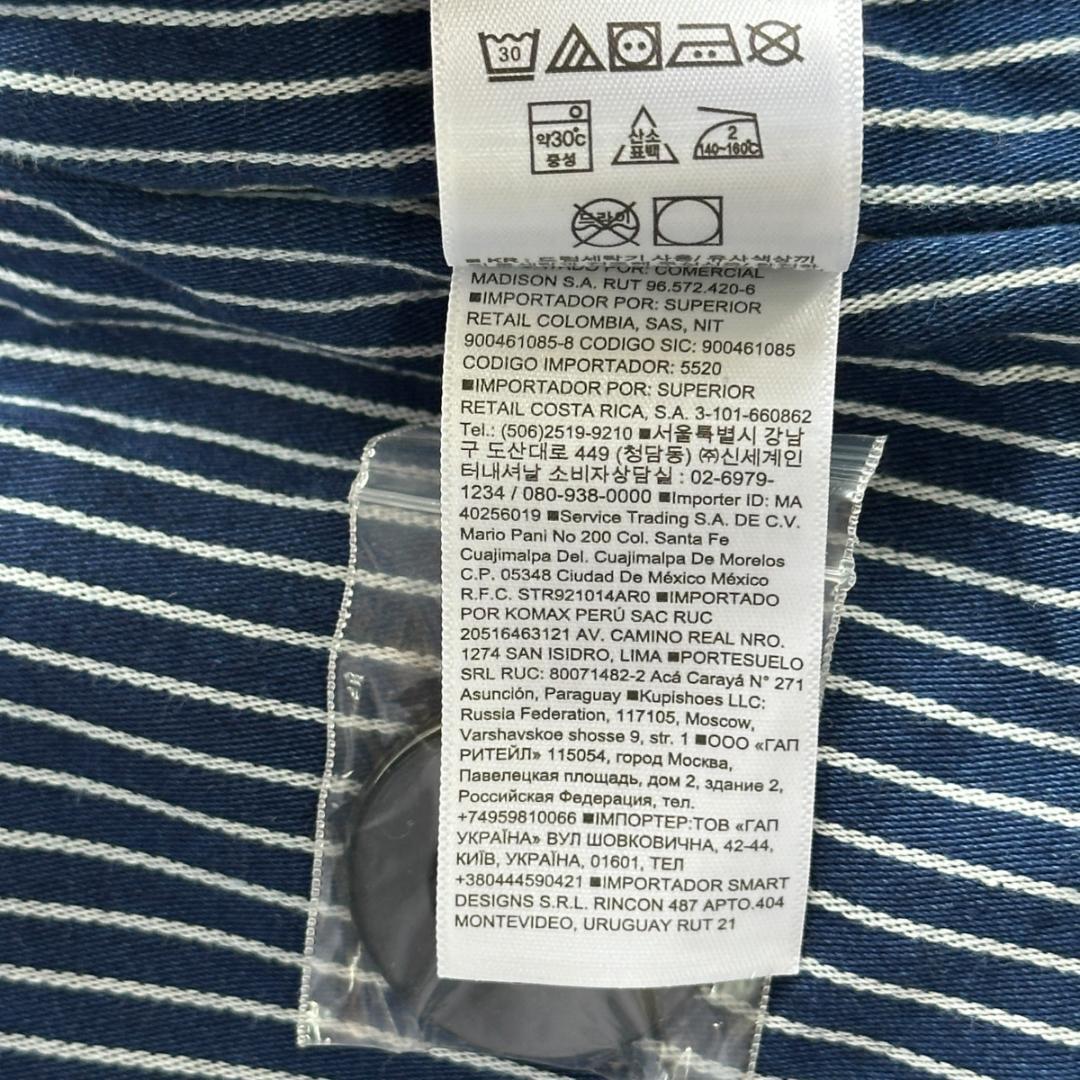 30
약30℃
중성
산소
표백
2
140~160℃
드라이
MADISON S.A. RUT 96.572.420-6
■IMPORTADOR POR: SUPERIOR
RETAIL COLOMBIA, SAS, NIT
900461085-8 CODIGO SIC: 900461085
CODIGO IMPORTADOR: 5520
■IMPORTADO POR: SUPERIOR
RETAIL COSTA RICA, S.A. 3-101-660862
Tel.: (506)2519-9210 ■서울특별시 강남
구 도산대로 449 (청담동) ㈜신세계인
터내셔날 소비자상담실 : 02-6979-
1234 / 080-938-0000 ■Importer ID: MA
40256019 ■Service Trading S.A. DE C.V.
Mario Pani No 200 Col. Santa Fe
Cuajimalpa Del. Cuajimalpa De Morelos
C.P. 05348 Ciudad De México México
R.F.C. STR921014AR0 ■IMPORTADO
POR KOMAX PERÚ SAC RUC
20516463121 AV. CAMINO REAL NRO.
1274 SAN ISIDRO, LIMA ■PORTESUELO
SRL RUC: 80071482-2 Acá Carayá N° 271
Asunción, Paraguay ■Kupishoes LLC:
Russia Federation, 117105, Moscow,
Varshavskoe shosse 9, str. 1 ■ООО «ГАП
РИТЕЙЛ» 115054, город Москва,
Павелецкая площадь, дом 2, здание 2,
Российская Федерация, тел.
+74959810066 ■ІМПОРТЕР:ТОВ «ГАП
УКРАЇНА» ВУЛ ШОВКОВИЧНА, 42-44,
КИЇВ, УКРАЇНА, 01601, ТЕЛ
+380444590421 ■IMPORTADOR SMART
DESIGNS S.R.L. RINCON 487 APTO.404
MONTEVIDEO, URUGUAY RUT 21